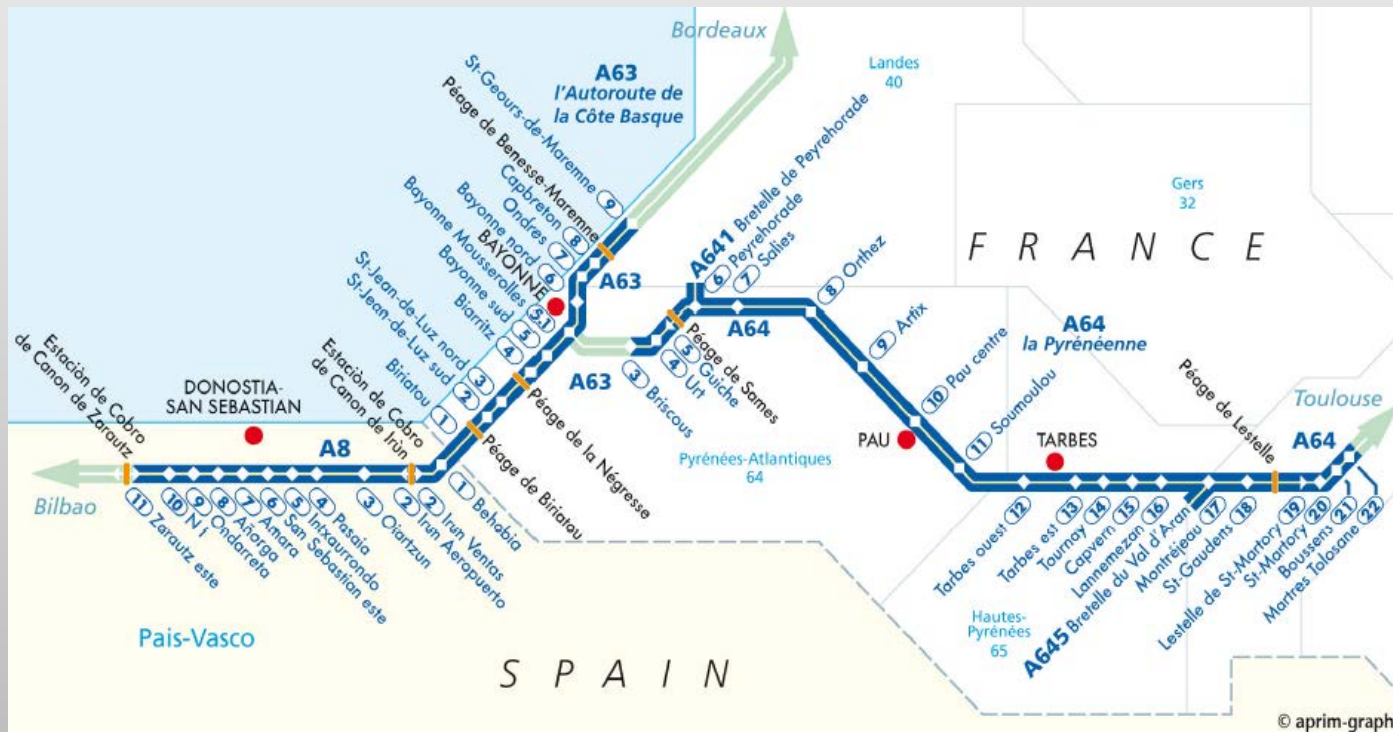 Bordeaux
A63
l'Autoroute de
la Côte Basque
Landes
40
Gers
32
FRANCE
St-Geours-de-Maremne 9
Péage de Benesse-Maremne
Capbreton 8
Ondres 7
Bayonne nord 6
BAYONNE
Bayonne Mousserolles 5.1
Bayonne sud 5
Biarritz 4
St-Jean-de-Luz nord 3
St-Jean-de-Luz sud 2
Biriatou 1
A63
A63
A641 Bretelle de Peyrehorade
6 Peyrehorade
7 Salies
A64
8 Orthez
9 Artix
10 Pau centre
11 Soumoulou
A64
la Pyrénéenne
Péage de Lestelle
Toulouse
A64
Péage de Sames
5 Guiche
4 Urt
3 Briscous
PAU
TARBES
Pyrénées-Atlantiques
64
Estaciòn de Cobro
de Canon de Zarautz
DONOSTIA-
SAN SEBASTIAN
Estaciòn de Cobro
de Canon de Irùn
A8
Péage de la Négresse
Péage de Biriatou
1 Behobia
2 Irun Ventas
2 Irun Aeropuerto
3 Oiartzun
4 Pasaia
5 Intxaurrondo
6 San Sebastian este
7 Amara
8 Añorga
9 Ondarreta
10 N 1
11 Zarautz este
Bilbao
Tarbes ouest 12
Tarbes est 13
Tournay 14
Capvern 15
Lannemezan 16
A645 Bretelle du Val d'Aran
Montréjeau 17
St-Gaudens 18
Lestelle de St-Martory 19
St-Martory 20
Boussens 21
Martres Tolosane 22
Hautes-
Pyrénées
65
Pais-Vasco
SPAIN
© aprim-graph